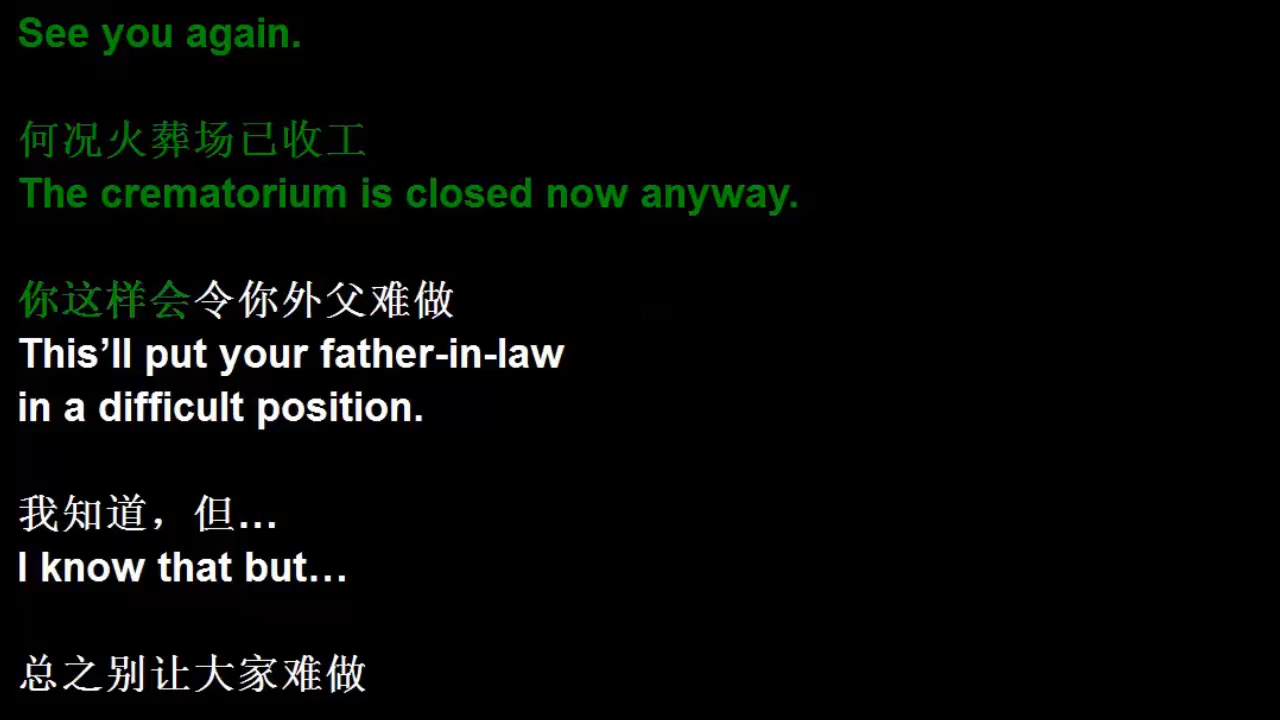 See you again.
何况火葬场已收工
The crematorium is closed now anyway.
你这样会令你外父难做
This’ll put your father-in-law
in a difficult position.
我知道，但…
I know that but…
总之别让大家难做